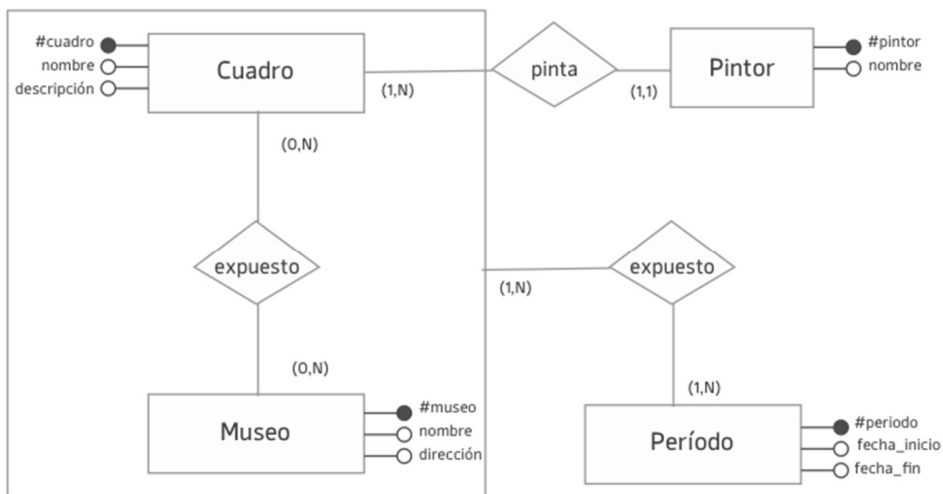 #cuadro
nombre
descripción
Cuadro
(1,N)
pinta
(1,1)
Pintor
#pintor
nombre
(0,N)
expuesto
(1,N)
expuesto
(0,N)
(1,N)
Museo
#museo
nombre
dirección
Período
#periodo
fecha_inicio
fecha_fin